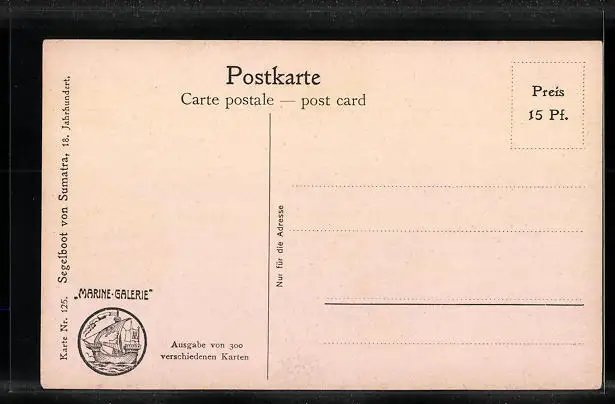 Postkarte
Carte postale — post card
Preis
15 Pf.
Karte Nr. 125. Segelboot von Sumatra, 18. Jahrhundert.
Nur für die Adresse
„MARINE-GALERIE"
Ausgabe von 300
verschiedenen Karten